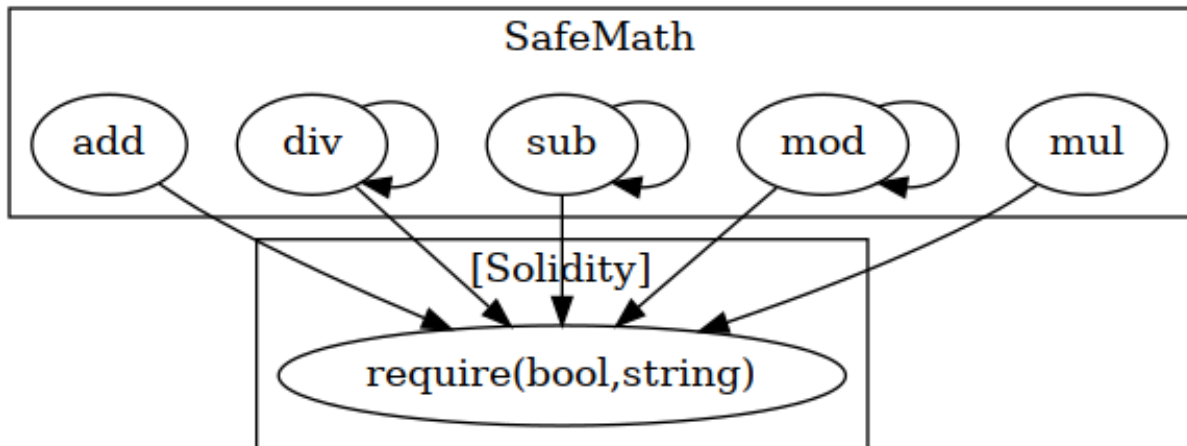 SafeMath
add div sub mod mul
[Solidity]
require(bool,string)